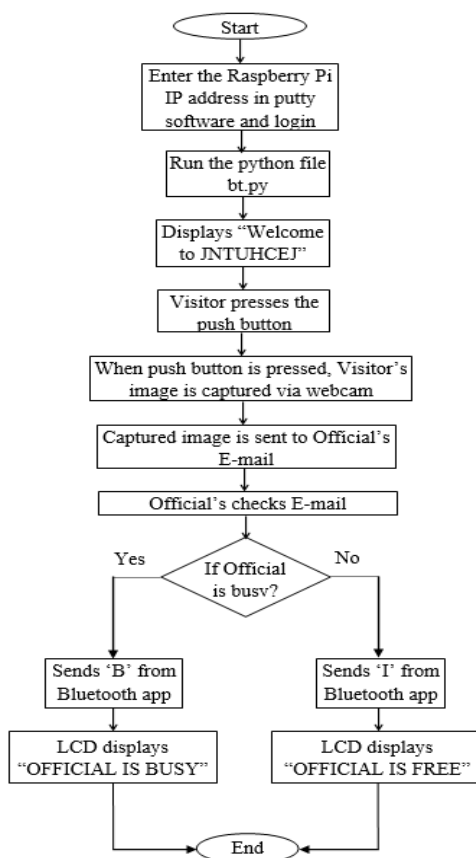 Start
Enter the Raspberry Pi
IP address in putty
software and login
Run the python file
bt.py
Displays “Welcome
to JNTUHCEJ”
Visitor presses the
push button
When push button is pressed, Visitor’s
image is captured via webcam
Captured image is sent to Official’s
E-mail
Official’s checks E-mail
If Official
is busy?
Yes
No
Sends ‘B’ from
Bluetooth app
Sends ‘I’ from
Bluetooth app
LCD displays
“OFFICIAL IS BUSY”
LCD displays
“OFFICIAL IS FREE”
End